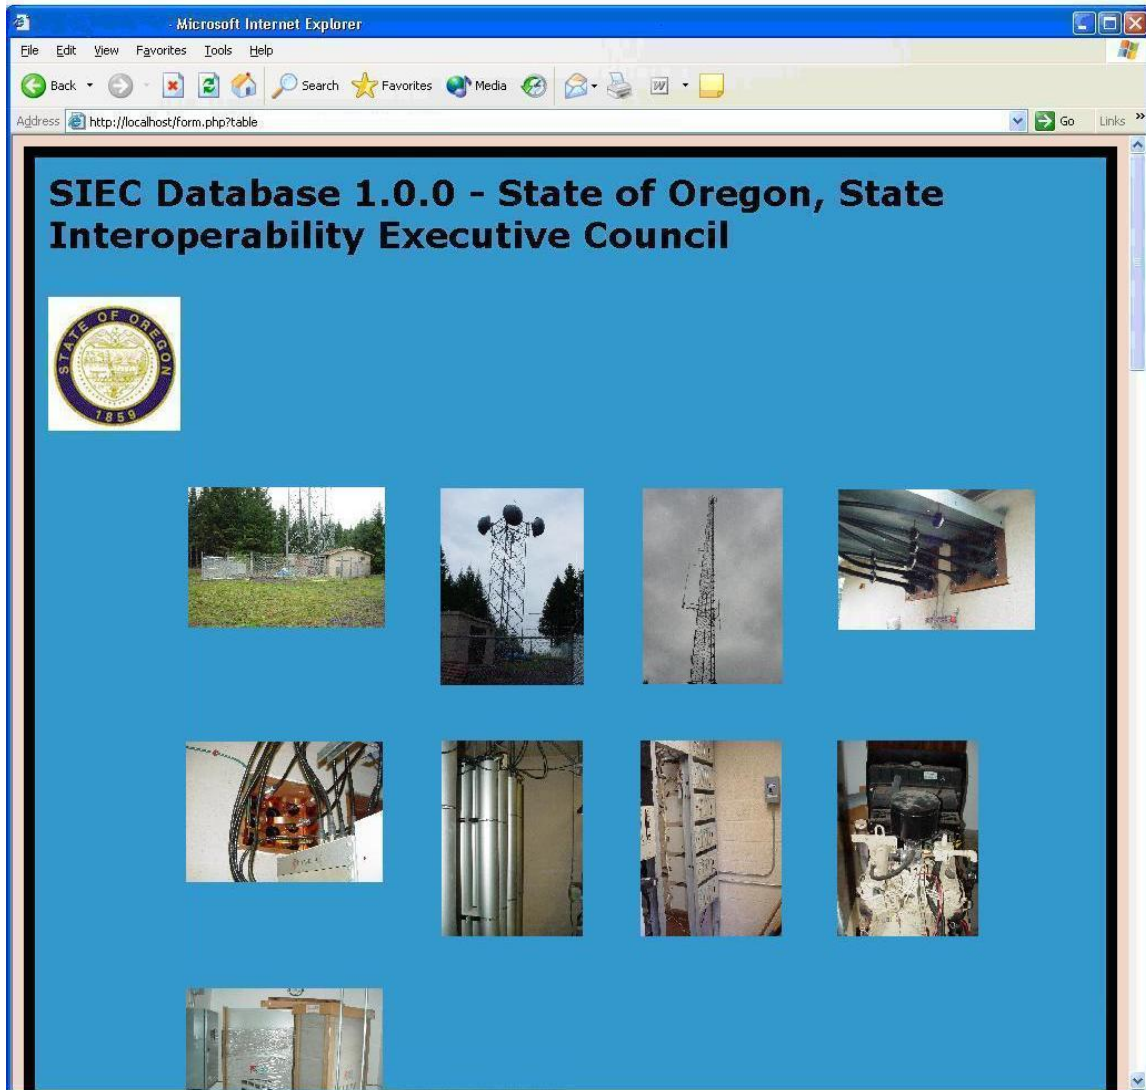 - Microsoft Internet Explorer
File Edit View Favorites Tools Help
Back Search Favorites Media W
Address http://localhost/form.php?table Go Links »
SIEC Database 1.0.0 - State of Oregon, State
Interoperability Executive Council
STATE OF OREGON
1859